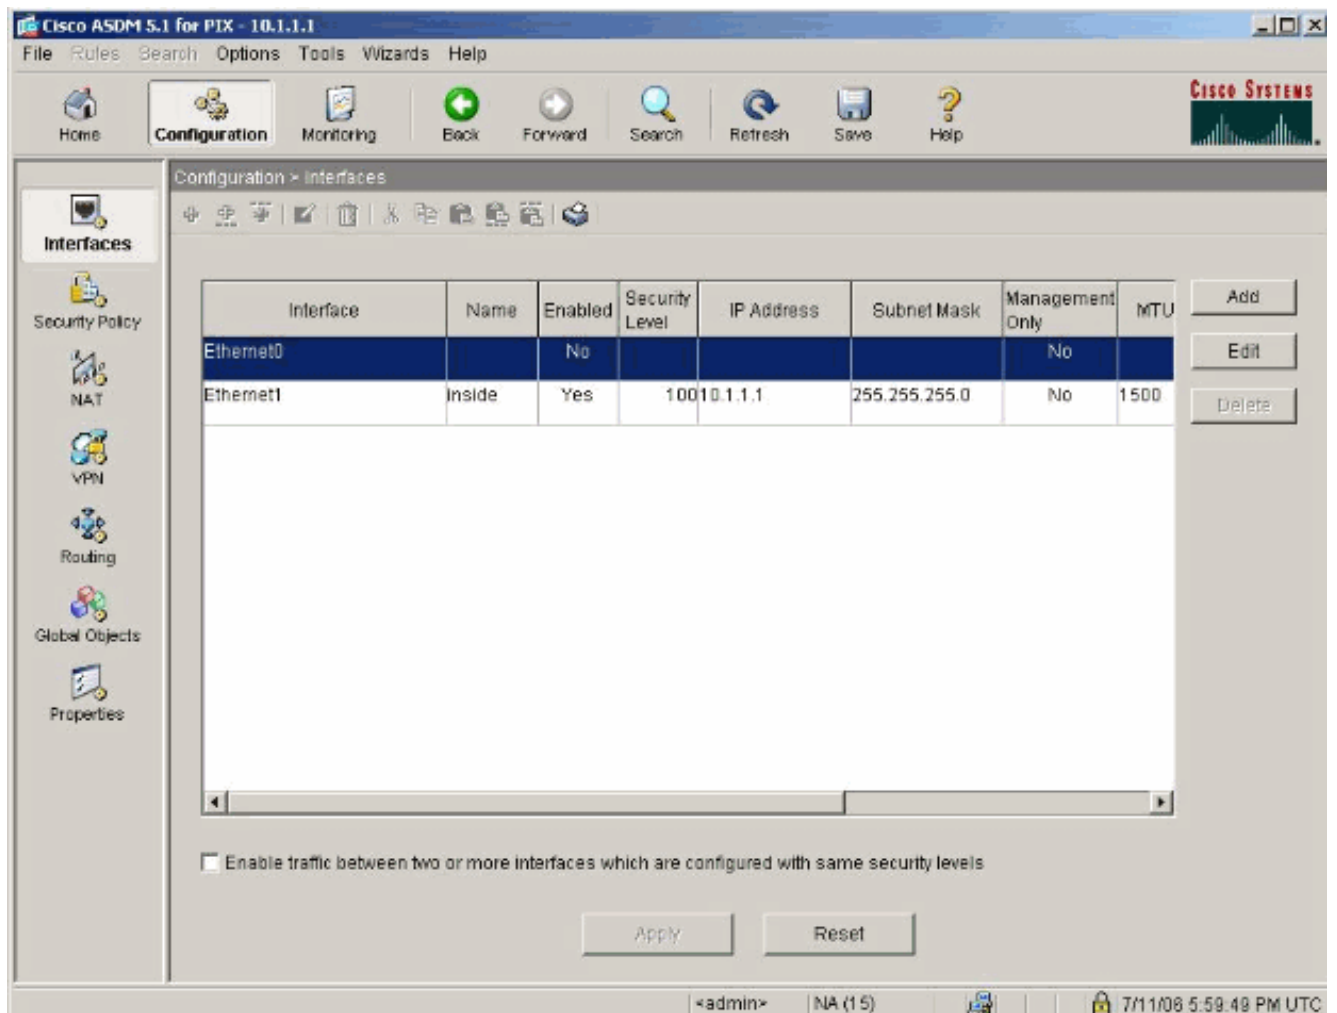 Cisco ASDM 5.1 for PIX - 10.1.1.1
File Rules Search Options Tools Wizards Help
Home Configuration Monitoring Back Forward Search Refresh Save Help
CISCO SYSTEMS
Configuration > Interfaces
Interfaces
Security Policy
NAT
VPN
Routing
Global Objects
Properties
Interface Name Enabled Security Level IP Address Subnet Mask Management Only MTU
Ethernet0 No No
Ethernet1 inside Yes 100 10.1.1.1 255.255.255.0 No 1500
Add
Edit
Delete
Enable traffic between two or more interfaces which are configured with same security levels
Apply Reset
<admin> NA (15) 7/11/06 5:59:49 PM UTC